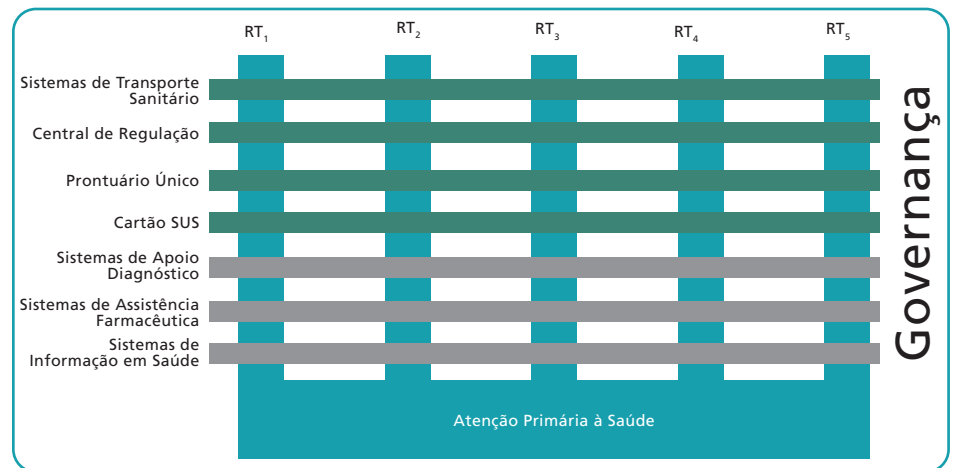 RT1 RT2 RT3 RT4 RT5
Sistemas de Transporte
Sanitário
Central de Regulação
Prontuário Único
Cartão SUS
Sistemas de Apoio
Diagnóstico
Sistemas de Assistência
Farmacêutica
Sistemas de
Informação em Saúde
Atenção Primária à Saúde
Governança